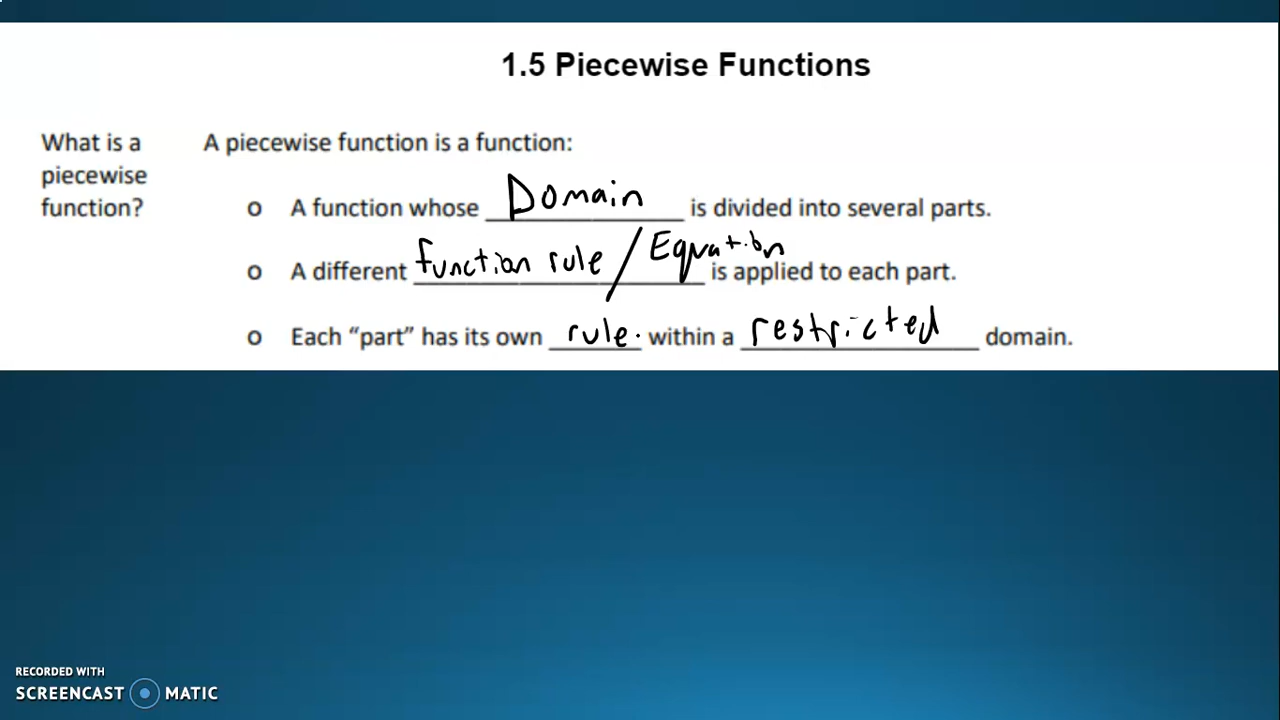 1.5 Piecewise Functions
What is a piecewise function?
A piecewise function is a function:
o A function whose Domain is divided into several parts.
o A different function rule / Equation is applied to each part.
o Each “part” has its own rule. within a restricted domain.
RECORDED WITH
SCREENCAST MATIC